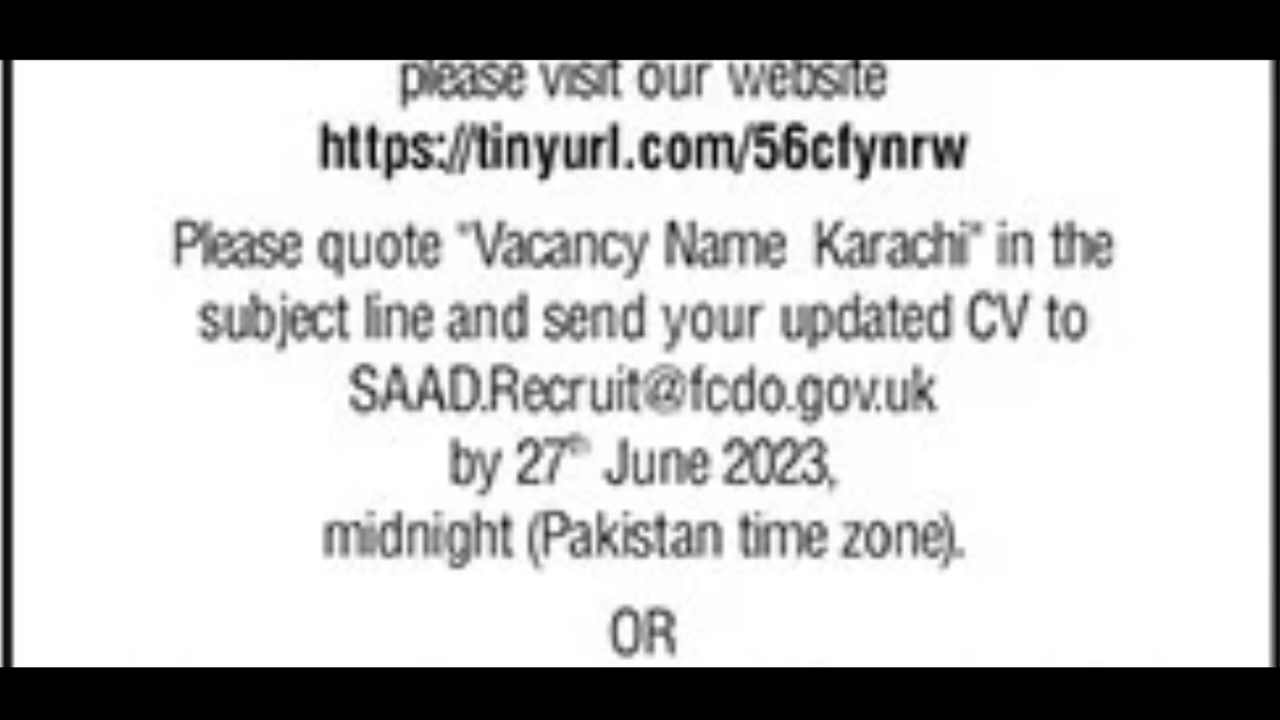 please visit our website
https://tinyurl.com/56cfynrw
Please quote "Vacancy Name Karachi" in the
subject line and send your updated CV to
SAAD.Recruit@fcdo.gov.uk
by 27th June 2023,
midnight (Pakistan time zone).
OR